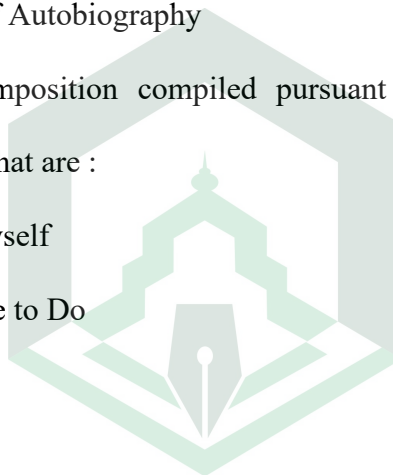 f Autobiography
mposition compiled pursuant
hat are :
yself
e to Do